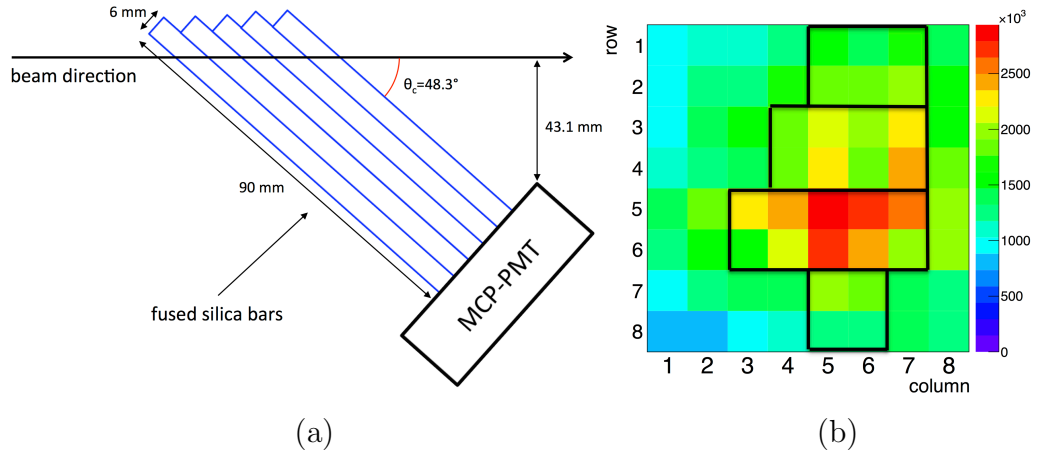 6 mm
beam direction
θc=48.3°
43.1 mm
90 mm
MCP-PMT
fused silica bars
(a)
row
1
2
3
4
5
6
7
8
1 2 3 4 5 6 7 8
column
×10³
2500
2000
1500
1000
500
0
(b)